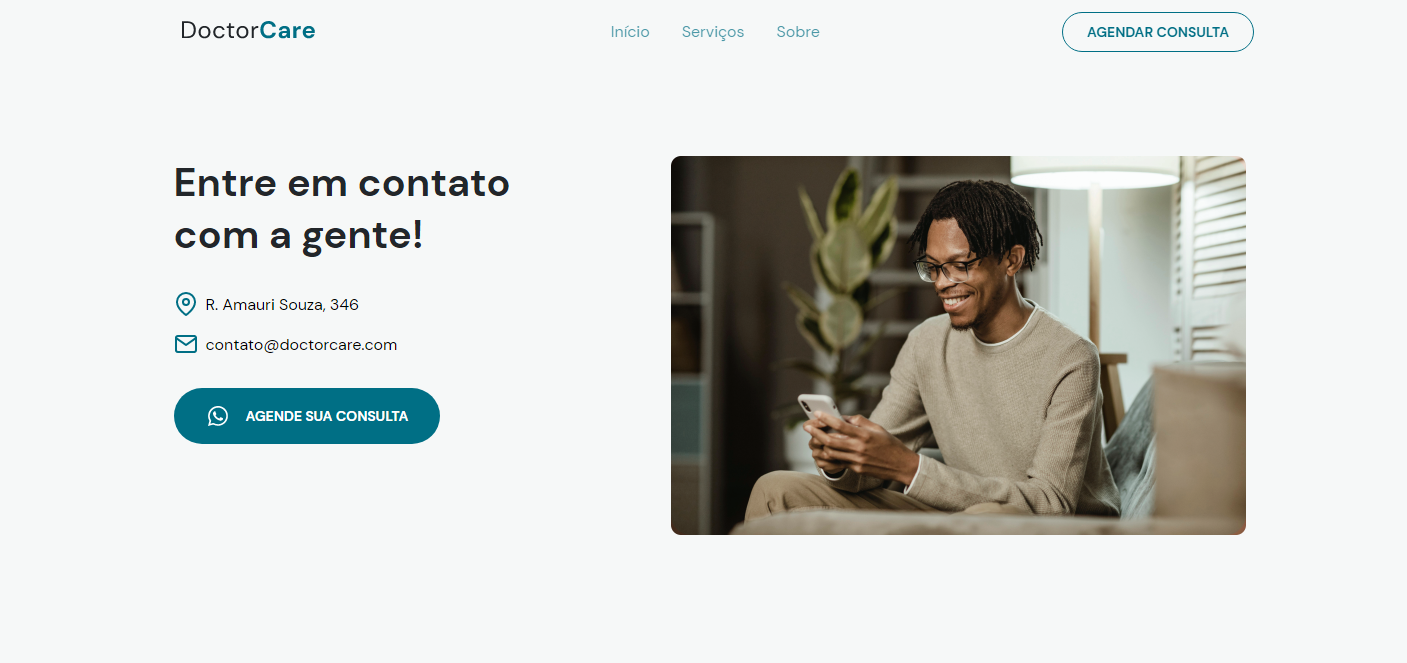 DoctorCare
Início Serviços Sobre
AGENDAR CONSULTA
Entre em contato
com a gente!
R. Amauri Souza, 346
contato@doctorcare.com
AGENDE SUA CONSULTA